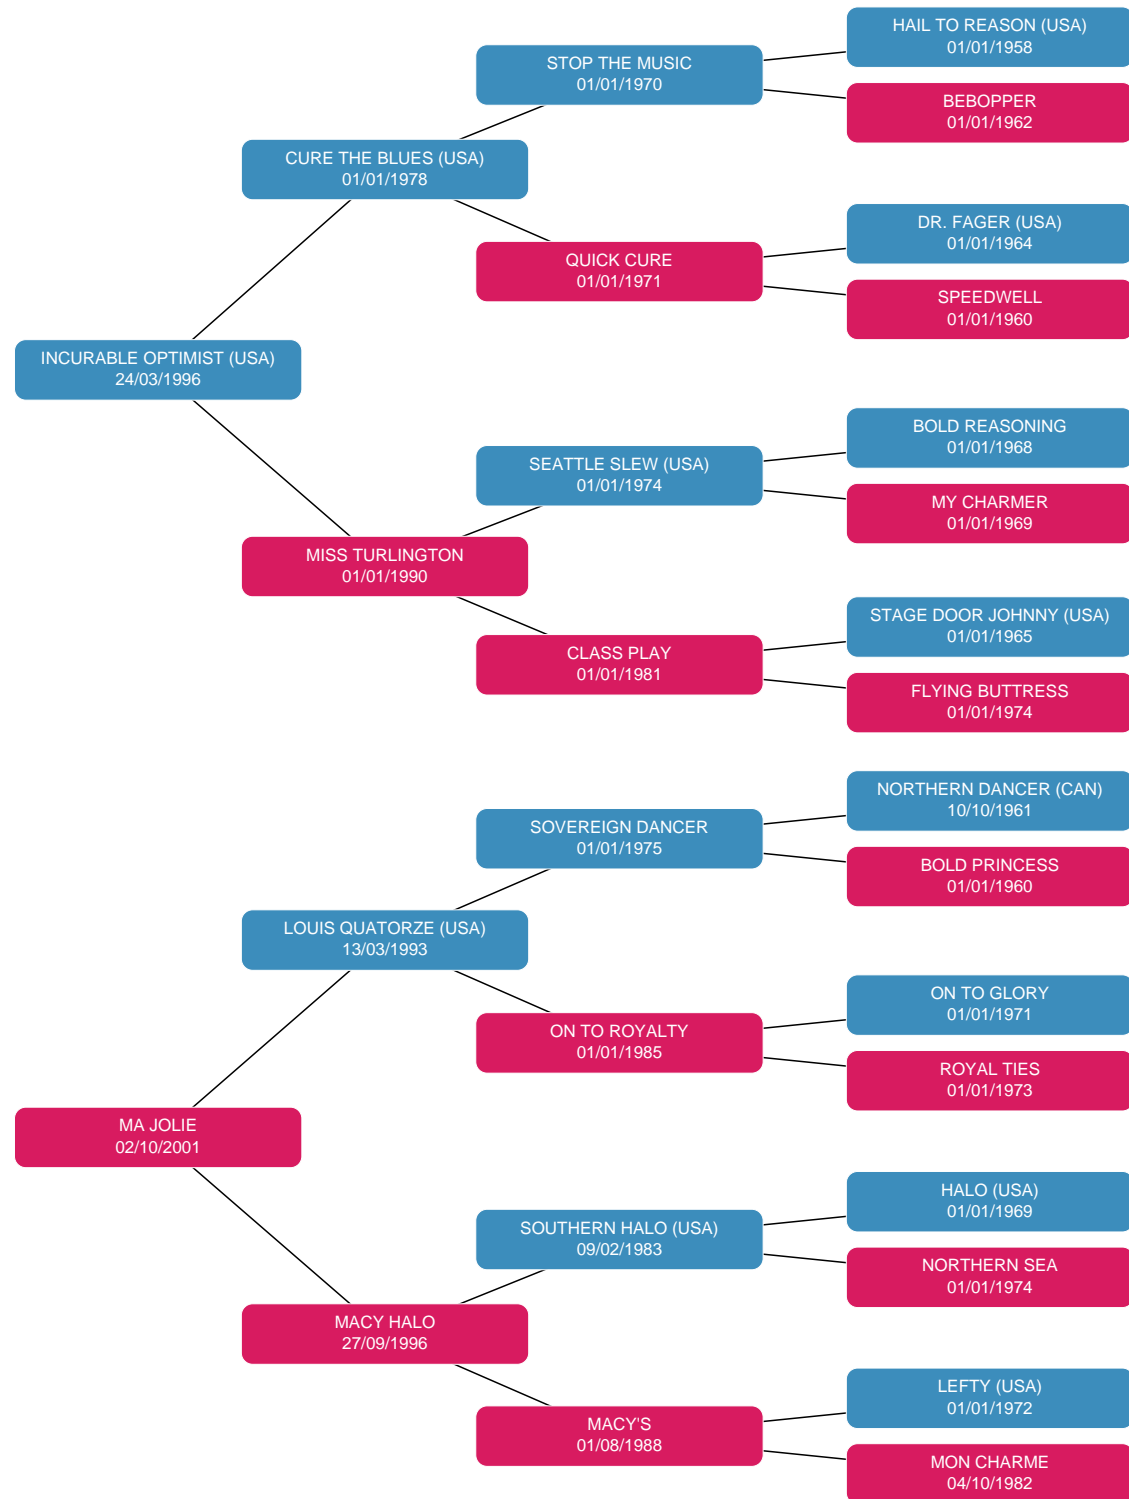 HAIL TO REASON (USA)
01/01/1958
STOP THE MUSIC
01/01/1970
BEBOPPER
01/01/1962
CURE THE BLUES (USA)
01/01/1978
DR. FAGER (USA)
01/01/1964
QUICK CURE
01/01/1971
SPEEDWELL
01/01/1960
INCURABLE OPTIMIST (USA)
24/03/1996
BOLD REASONING
01/01/1968
SEATTLE SLEW (USA)
01/01/1974
MY CHARMER
01/01/1969
MISS TURLINGTON
01/01/1990
STAGE DOOR JOHNNY (USA)
01/01/1965
CLASS PLAY
01/01/1981
FLYING BUTTRESS
01/01/1974
NORTHERN DANCER (CAN)
10/10/1961
SOVEREIGN DANCER
01/01/1975
BOLD PRINCESS
01/01/1960
LOUIS QUATORZE (USA)
13/03/1993
ON TO GLORY
01/01/1971
ON TO ROYALTY
01/01/1985
ROYAL TIES
01/01/1973
MA JOLIE
02/10/2001
HALO (USA)
01/01/1969
SOUTHERN HALO (USA)
09/02/1983
NORTHERN SEA
01/01/1974
MACY HALO
27/09/1996
LEFTY (USA)
01/01/1972
MACY'S
01/08/1988
MON CHARME
04/10/1982